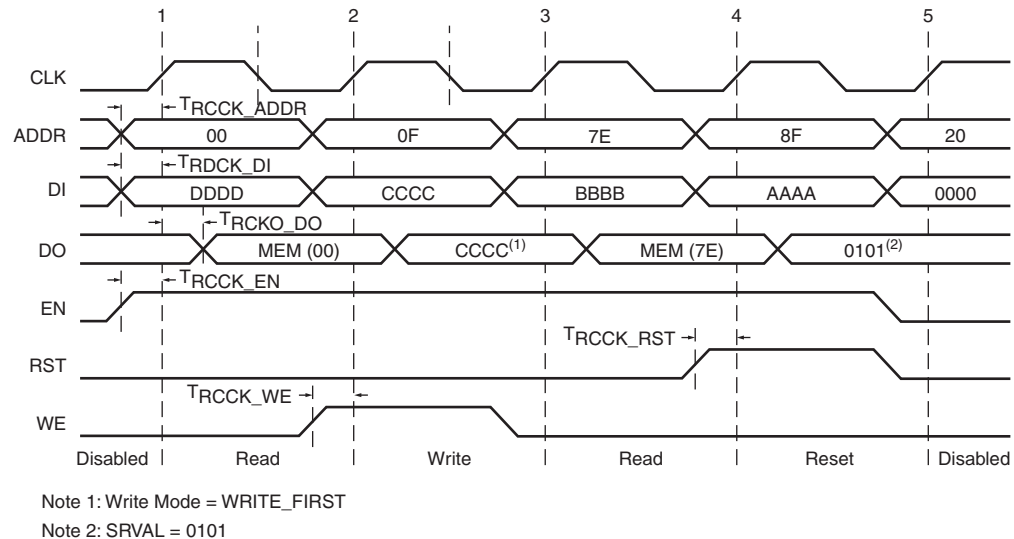 1 2 3 4 5
CLK
TRCCK_ADDR
ADDR 00 0F 7E 8F 20
TRDCK_DI
DI DDDD CCCC BBBB AAAA 0000
TRCKO_DO
DO MEM (00) CCCC(1) MEM (7E) 0101(2)
TRCCK_EN
EN
TRCCK_RST
RST
TRCCK_WE
WE
Disabled Read Write Read Reset Disabled
Note 1: Write Mode = WRITE_FIRST
Note 2: SRVAL = 0101